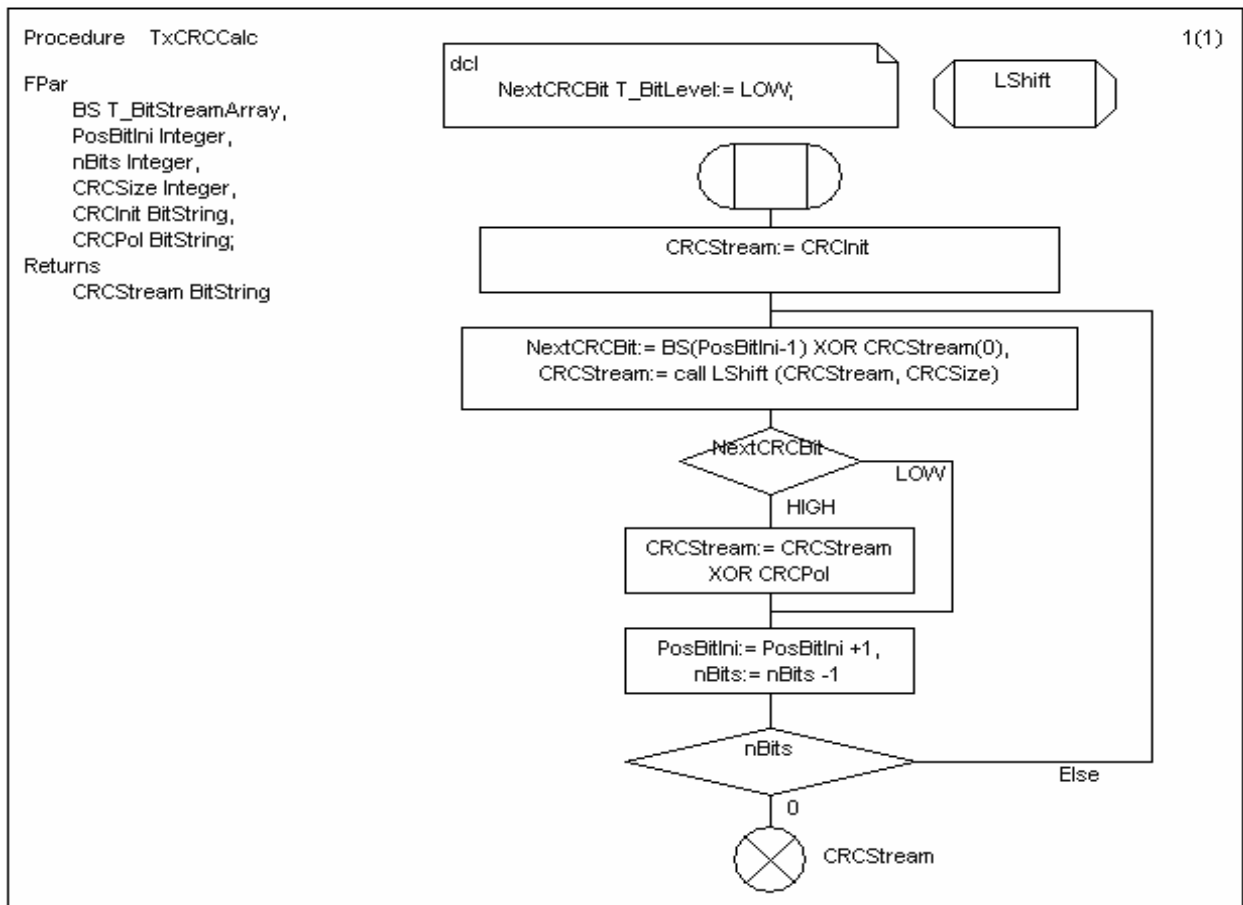 Procedure TxCRCCalc
1(1)
FPar
BS T_BitStreamArray,
PosBitIni Integer,
nBits Integer,
CRCSize Integer,
CRCInit BitString,
CRCPol BitString;
Returns
CRCStream BitString
dcl
NextCRCBit T_BitLevel:= LOW;
LShift
CRCStream:= CRCInit
NextCRCBit:= BS(PosBitIni-1) XOR CRCStream(0),
CRCStream:= call LShift (CRCStream, CRCSize)
NextCRCBit
LOW
HIGH
CRCStream:= CRCStream
XOR CRCPol
PosBitIni:= PosBitIni +1,
nBits:= nBits -1
nBits
Else
0
CRCStream